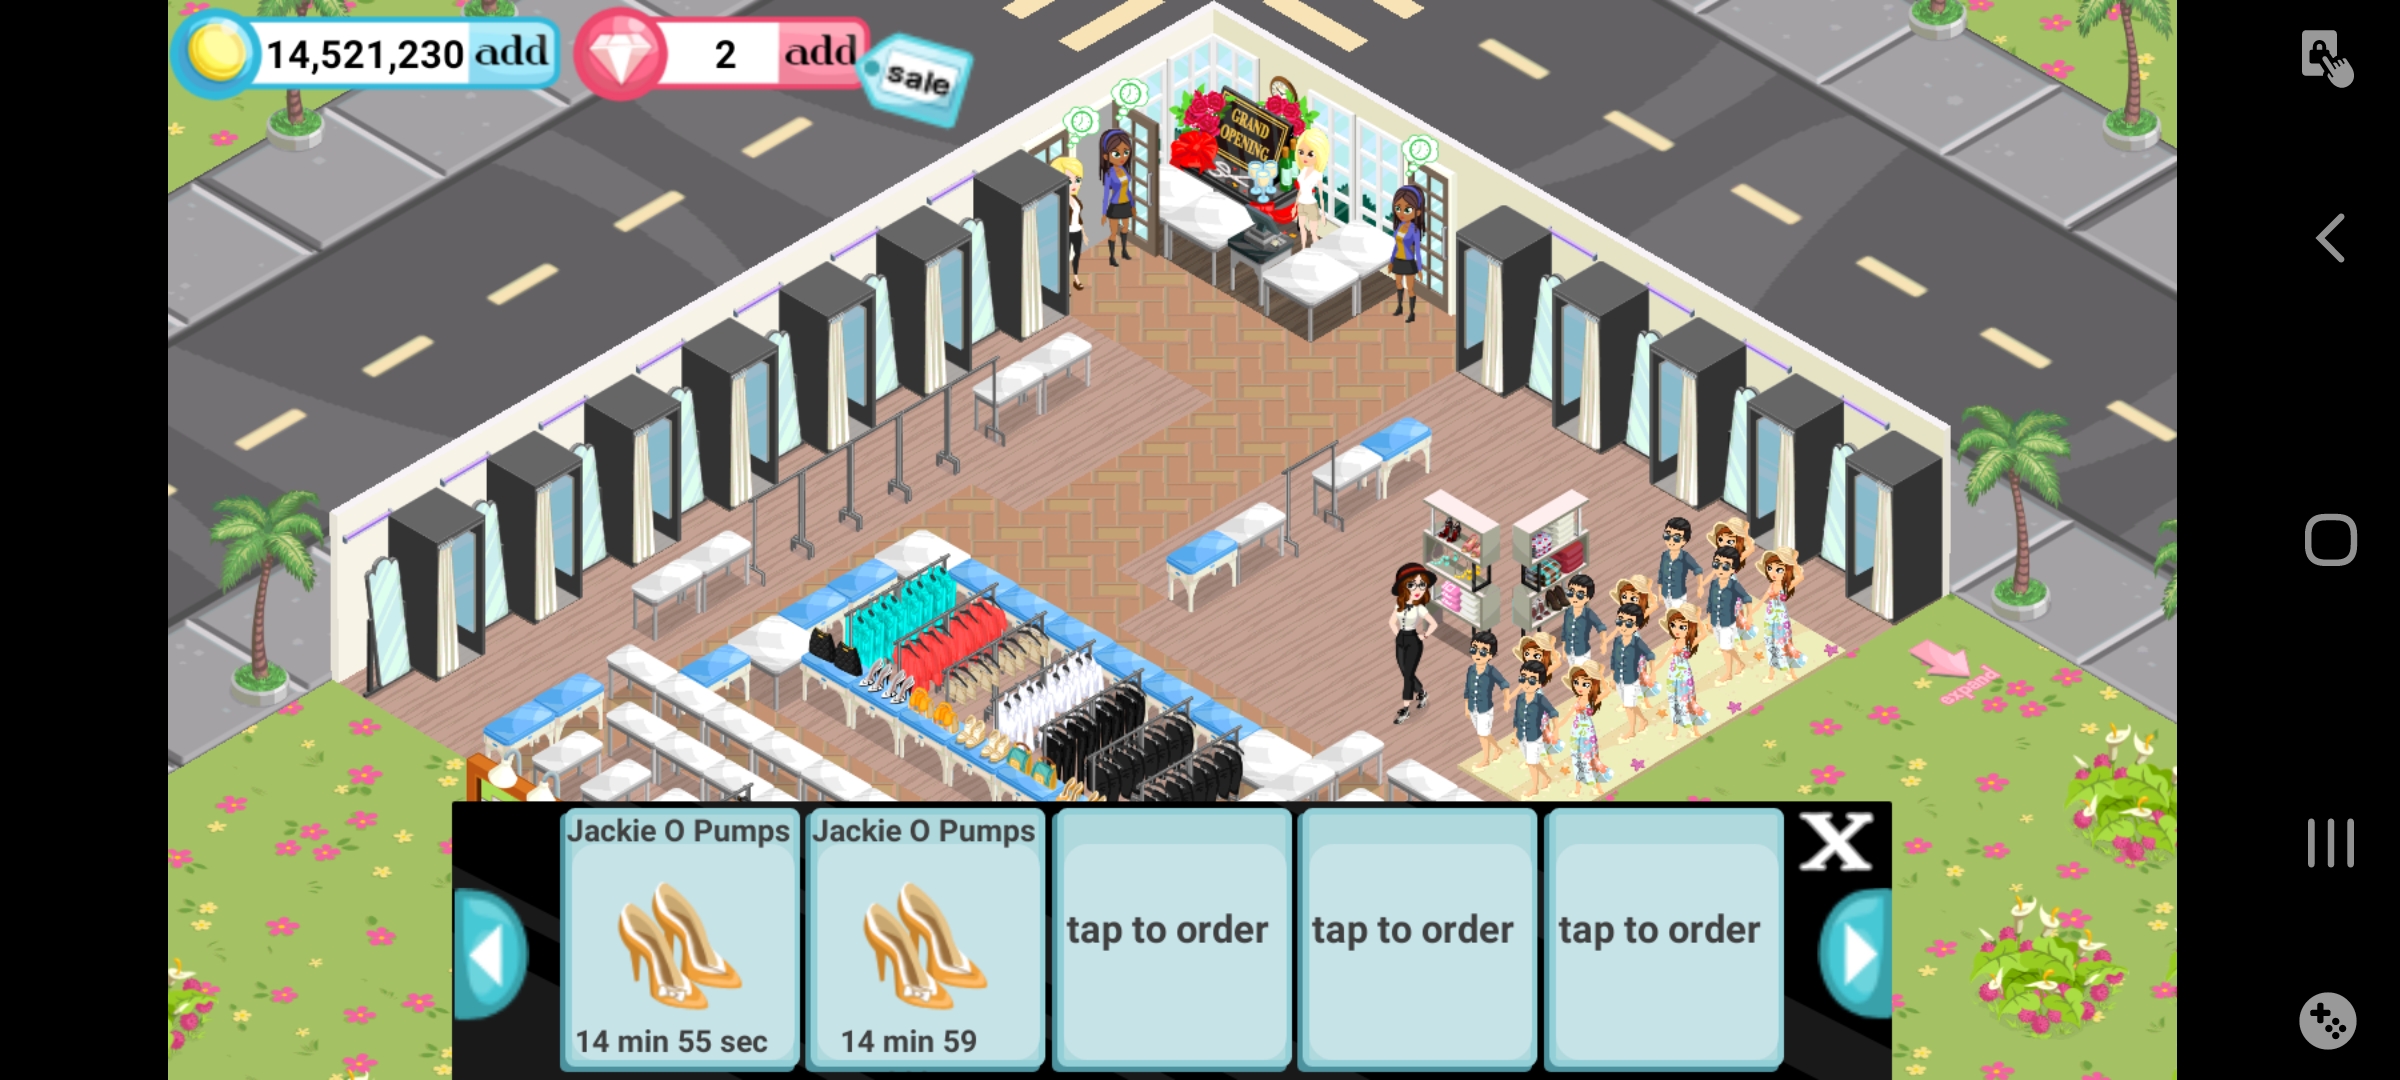 14,521,230 add
2 add
sale
GRAND
OPENING
expand
Jackie O Pumps
14 min 55 sec
Jackie O Pumps
14 min 59
tap to order
tap to order
tap to order
X